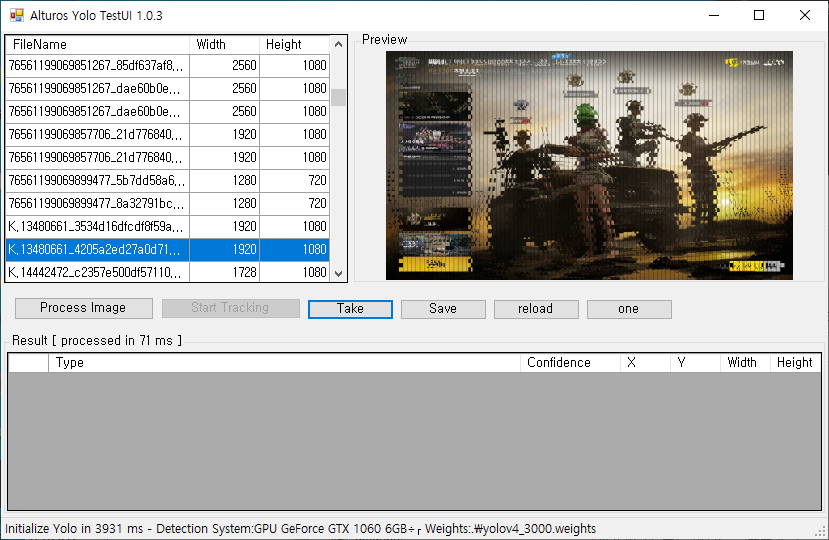 Alturos Yolo TestUI 1.0.3
FileName Width Height
76561199069851267_85df637af8... 2560 1080
76561199069851267_dae60b0e... 2560 1080
76561199069851267_dae60b0e... 2560 1080
76561199069857706_21d776840... 1920 1080
76561199069857706_21d776840... 1920 1080
76561199069899477_5b7dd58a6... 1280 720
76561199069899477_8a32791bc... 1280 720
K.13480661_3534d16dfcdf8f59a... 1920 1080
K.13480661_4205a2ed27a0d71... 1920 1080
K.14442472_c2357e500df57110... 1728 1080
Preview
Process Image Start Tracking Take Save reload one
Result [ processed in 71 ms ]
Type Confidence X Y Width Height
Initialize Yolo in 3931 ms - Detection System:GPU GeForce GTX 1060 6GB÷┌ Weights:.₩yolov4_3000.weights